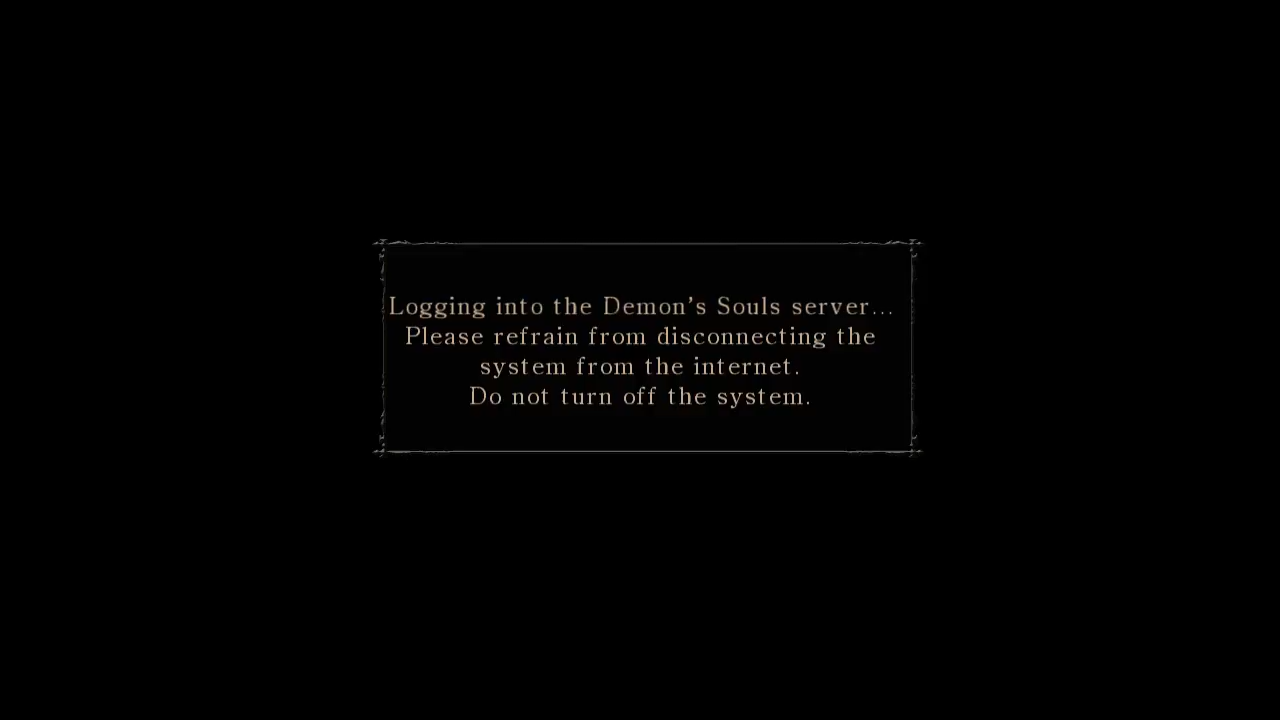 Logging into the Demon's Souls server...
Please refrain from disconnecting the
system from the internet.
Do not turn off the system.